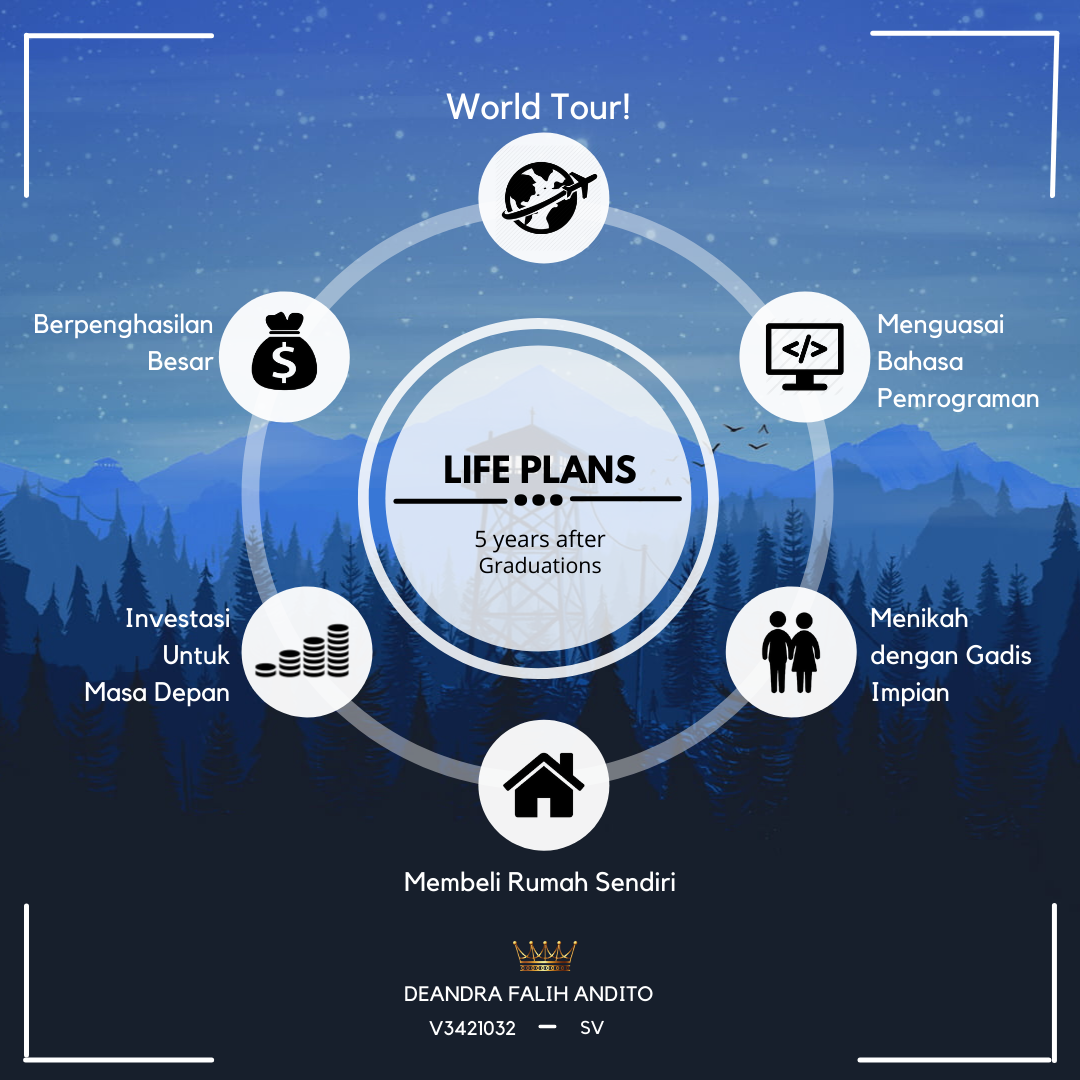 World Tour!
Berpenghasilan
Besar
Menguasai
Bahasa
Pemrograman
LIFE PLANS
5 years after
Graduations
Investasi
Untuk
Masa Depan
Menikah
dengan Gadis
Impian
Membeli Rumah Sendiri
DEANDRA FALIH ANDITO
V3421032 — SV